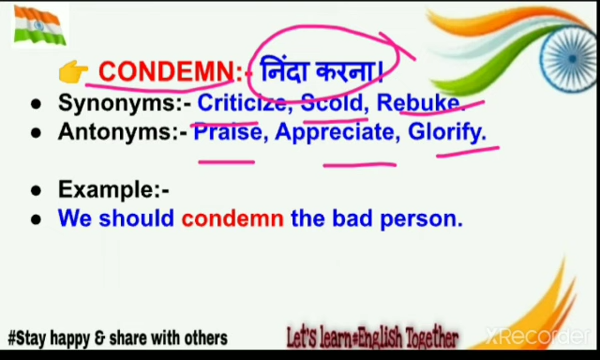 👉 CONDEMN:- निंदा करना।
● Synonyms:- Criticize, Scold, Rebuke.
● Antonyms:- Praise, Appreciate, Glorify.
● Example:-
● We should condemn the bad person.
#Stay happy & share with others
Let's learn English Together
XRecorder